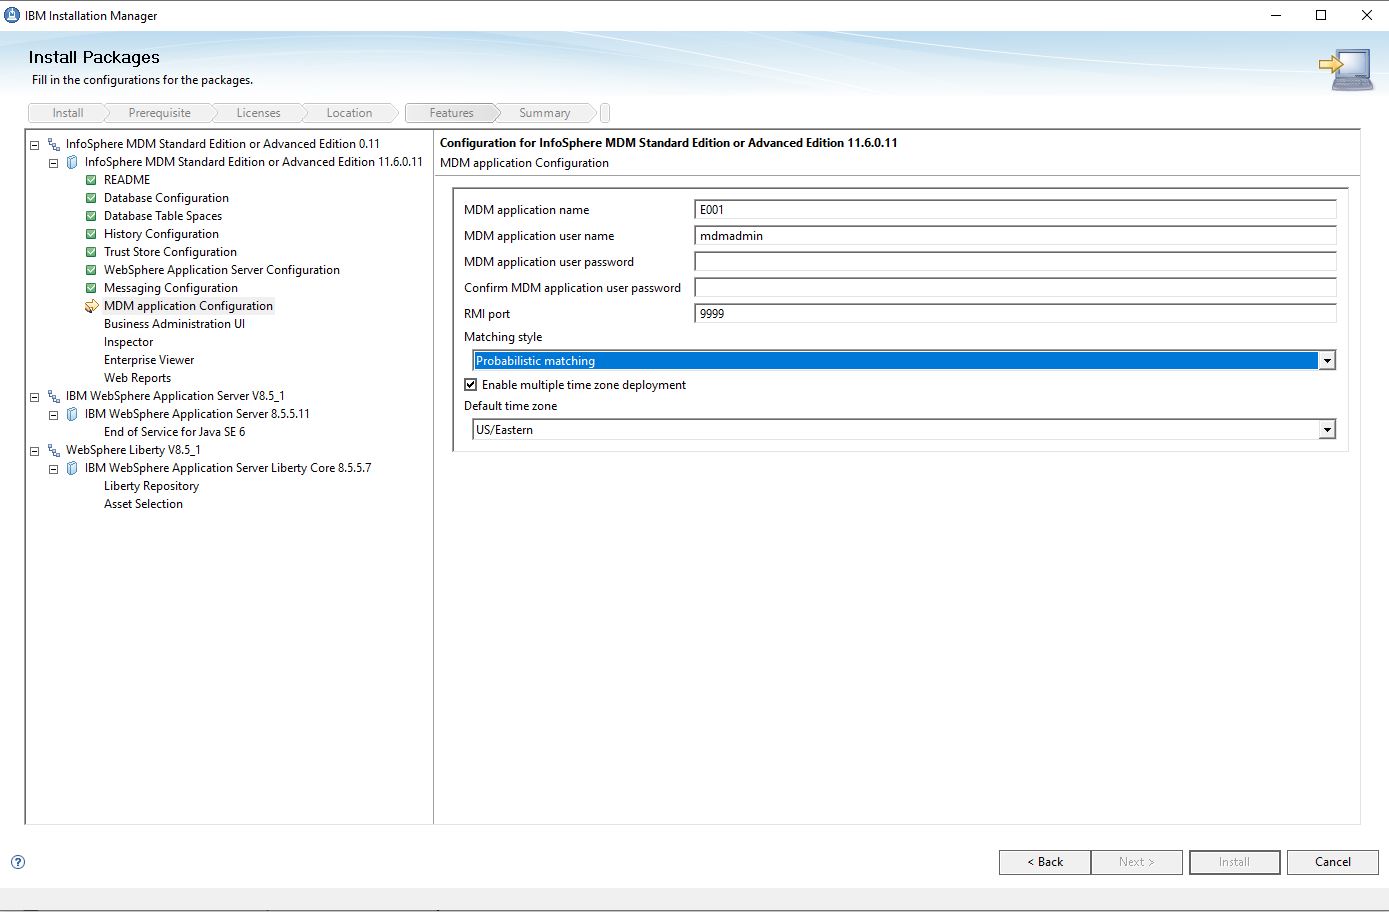 IBM Installation Manager
Install Packages
Fill in the configurations for the packages.
Install Prerequisite Licenses Location Features Summary
InfoSphere MDM Standard Edition or Advanced Edition 0.11
InfoSphere MDM Standard Edition or Advanced Edition 11.6.0.11
README
Database Configuration
Database Table Spaces
History Configuration
Trust Store Configuration
WebSphere Application Server Configuration
Messaging Configuration
MDM application Configuration
Business Administration UI
Inspector
Enterprise Viewer
Web Reports
IBM WebSphere Application Server V8.5_1
IBM WebSphere Application Server 8.5.5.11
End of Service for Java SE 6
WebSphere Liberty V8.5_1
IBM WebSphere Application Server Liberty Core 8.5.5.7
Liberty Repository
Asset Selection
Configuration for InfoSphere MDM Standard Edition or Advanced Edition 11.6.0.11
MDM application Configuration
MDM application name E001
MDM application user name mdmadmin
MDM application user password
Confirm MDM application user password
RMI port 9999
Matching style
Probabilistic matching
Enable multiple time zone deployment
Default time zone
US/Eastern
?
< Back Next > Install Cancel